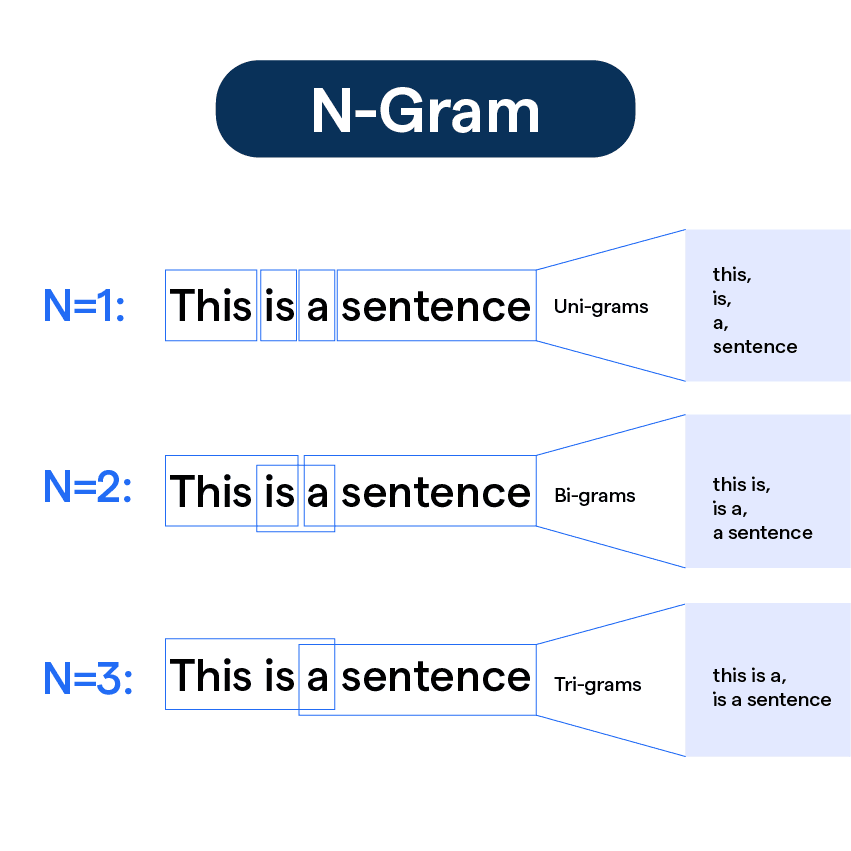 N-Gram
N=1:
This is a sentence
Uni-grams
this,
is,
a,
sentence
N=2:
This is a sentence
Bi-grams
this is,
is a,
a sentence
N=3:
This is a sentence
Tri-grams
this is a,
is a sentence